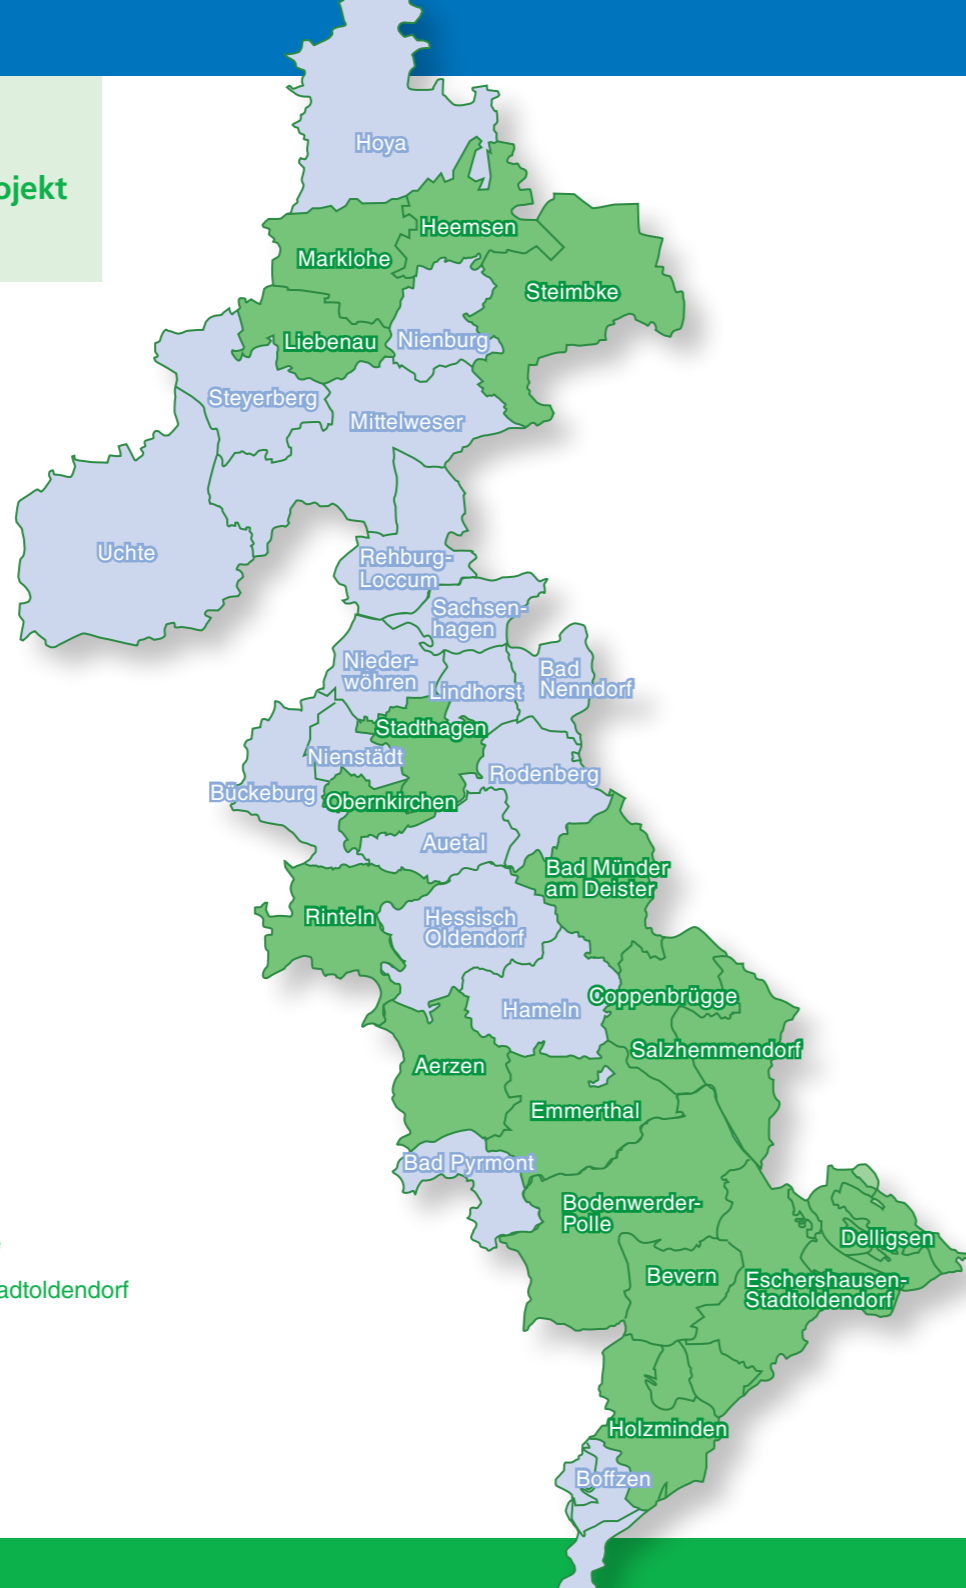 ojekt
Hoya
Heemsen
Marklohe
Steimbke
Liebenau
Nienburg
Steyerberg
Mittelweser
Uchte
Rehburg-
Loccum
Sachsen-
hagen
Nieder-
wöhren
Bad
Nenndorf
Lindhorst
Stadthagen
Nienstädt
Rodenberg
Bückeburg
Obernkirchen
Auetal
Bad Münder
am Deister
Rinteln
Hessisch
Oldendorf
Coppenbrügge
Hameln
Salzhemmendorf
Aerzen
Emmerthal
Bad Pyrmont
Bodenwerder-
Polle
Delligsen
Bevern
Eschershausen-
Stadtoldendorf
adtoldendorf
Holzminden
Boffzen